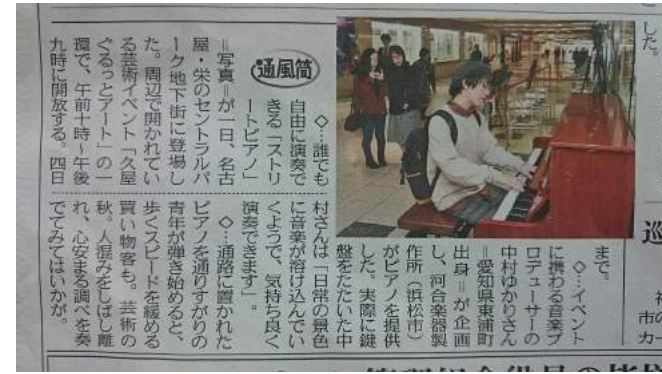 した。
通風筒
◇…誰でも
自由に演奏で
きる「ストリ
ートピアノ」
＝写真＝が一日、名古
屋・栄のセントラルパ
ーク地下街に登場し
た。周辺で開かれてい
る芸術イベント「久屋
ぐるっとアート」の一
環で、午前十時～午後
九時に開放する。四日
まで。
◇…イベント
に携わる音楽プ
ロデューサーの
中村ゆかりさん
＝愛知県東浦町
出身＝が企画
し、河合楽器製
作所（浜松市）
がピアノを提供
した。実際に鍵
盤をたたいた中
村さんは「日常の景色
に音楽が溶け込んでい
くようで、気持ち良く
演奏できます」。
◇…通路に置かれた
ピアノを通りすがりの
青年が弾き始めると、
歩くスピードを緩める
買い物客も。芸術の
秋。人混みをしばし離
れ、心安まる調べを奏
でてみてはいかが。
巡
市の
カー